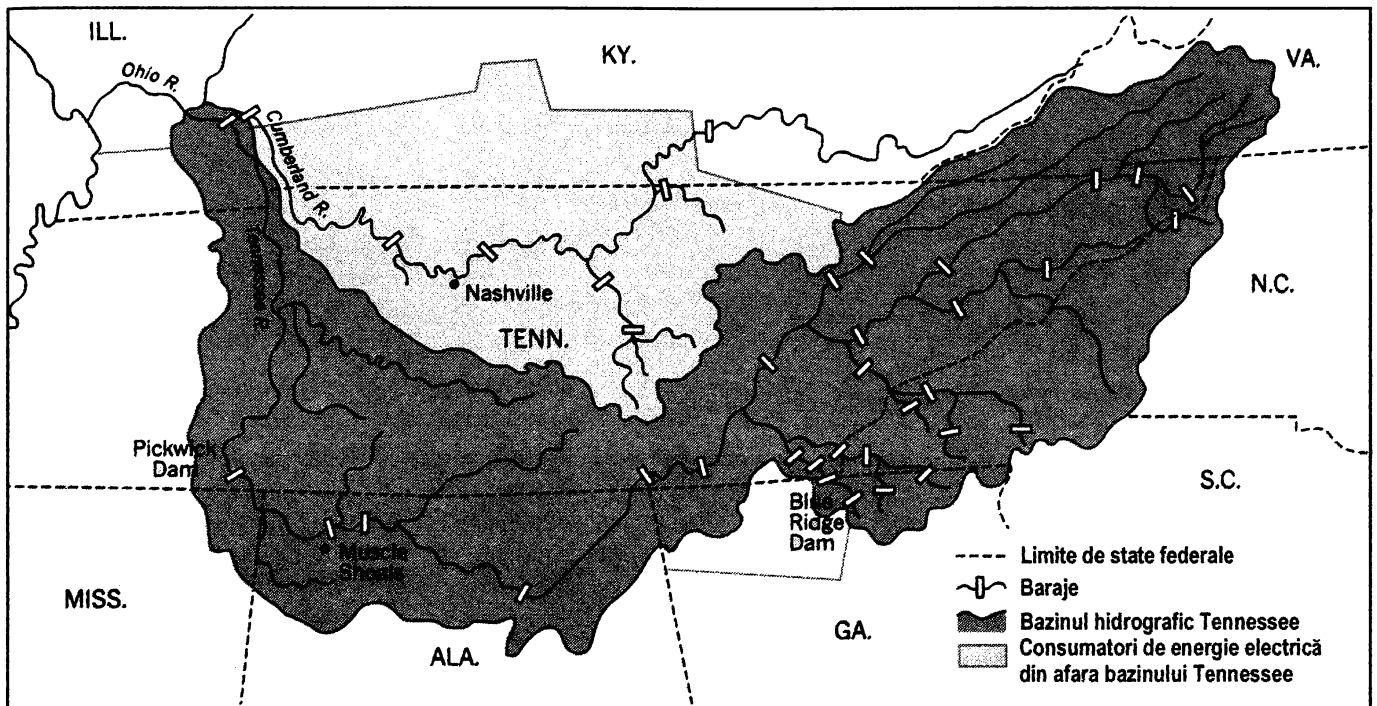 ILL.
KY.
VA.
Ohio R.
Cumberland R.
Tennessee R.
Nashville
TENN.
N.C.
Pickwick
Dam
S.C.
Blue
Ridge
Dam
Muscle
Shoals
MISS.
ALA.
GA.
Limite de state federale
Baraje
Bazinul hidrografic Tennessee
Consumatori de energie electrică
din afara bazinului Tennessee